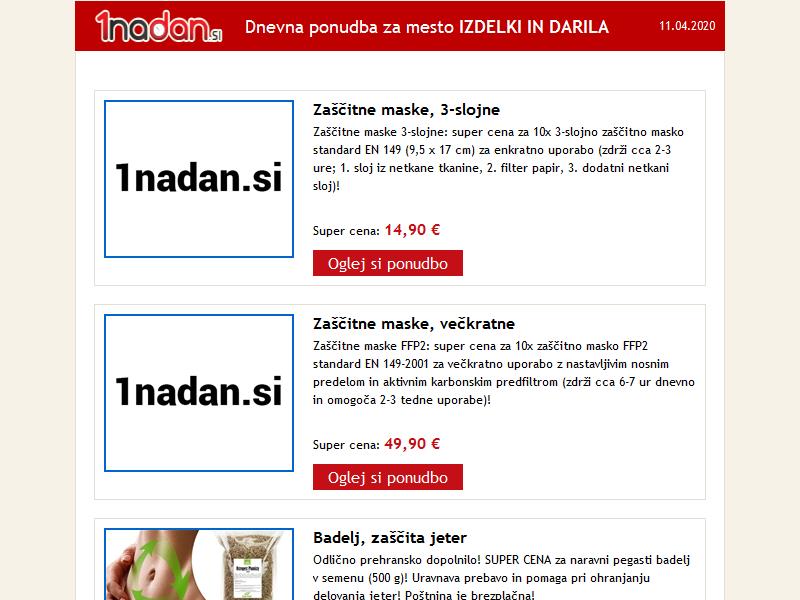 1nadan.si
Dnevna ponudba za mesto IZDELKI IN DARILA
11.04.2020
1nadan.si
Zaščitne maske, 3-slojne
Zaščitne maske 3-slojne: super cena za 10x 3-slojno zaščitno masko
standard EN 149 (9,5 x 17 cm) za enkratno uporabo (zdrži cca 2-3
ure; 1. sloj iz netkane tkanine, 2. filter papir, 3. dodatni netkani
sloj)!
Super cena: 14,90 €
Oglej si ponudbo
1nadan.si
Zaščitne maske, večkratne
Zaščitne maske FFP2: super cena za 10x zaščitno masko FFP2
standard EN 149-2001 za večkratno uporabo z nastavljivim nosnim
predelom in aktivnim karbonskim predfiltrom (zdrži cca 6-7 ur dnevno
in omogoča 2-3 tedne uporabe)!
Super cena: 49,90 €
Oglej si ponudbo
Badelj, zaščita jeter
Odlično prehransko dopolnilo! SUPER CENA za naravni pegasti badelj
v semenu (500 g)! Uravnava prebavo in pomaga pri ohranjanju
delovanja jeter! Poštnina je brezplačna!